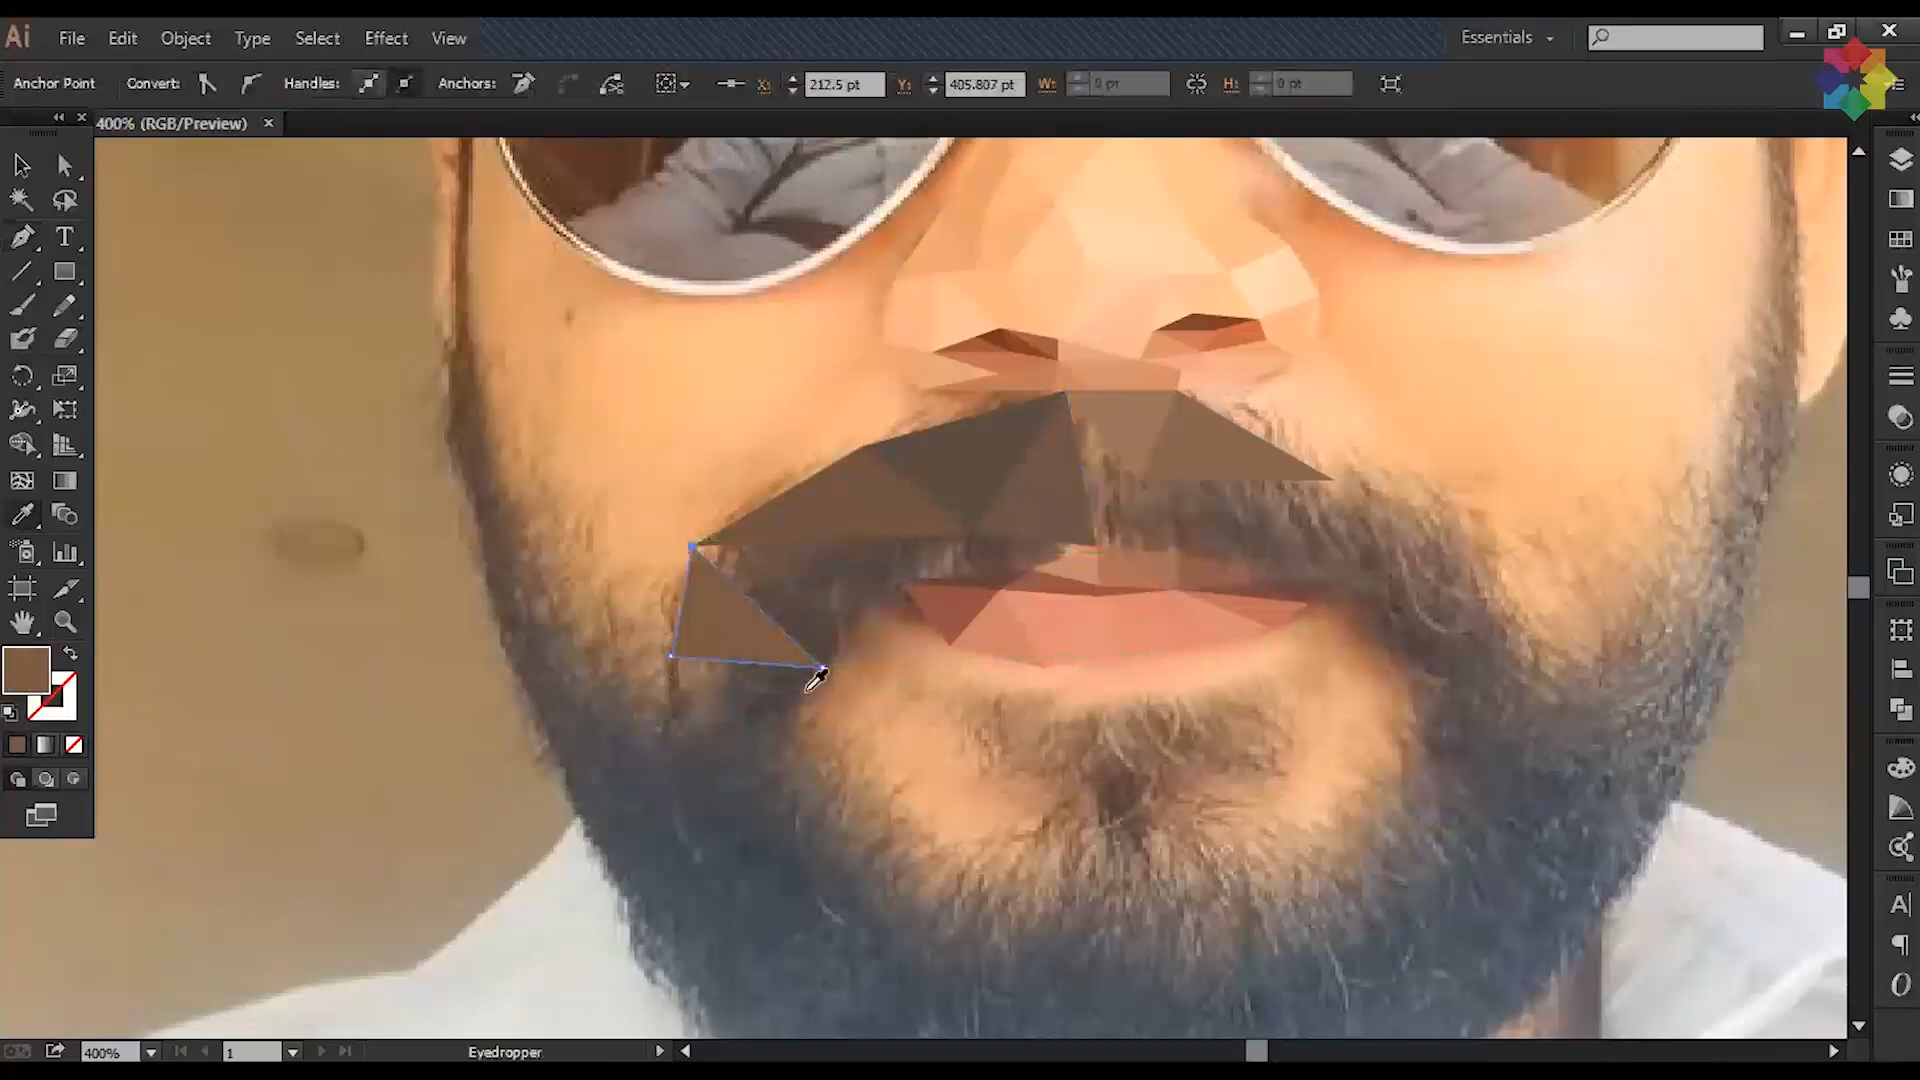 Ai File Edit Object Type Select Effect View Essentials
Anchor Point Convert: Handles: Anchors: X: 212.5 pt Y: 405.807 pt W: 0 pt H: 0 pt
400% (RGB/Preview)
400% 1 Eyedropper